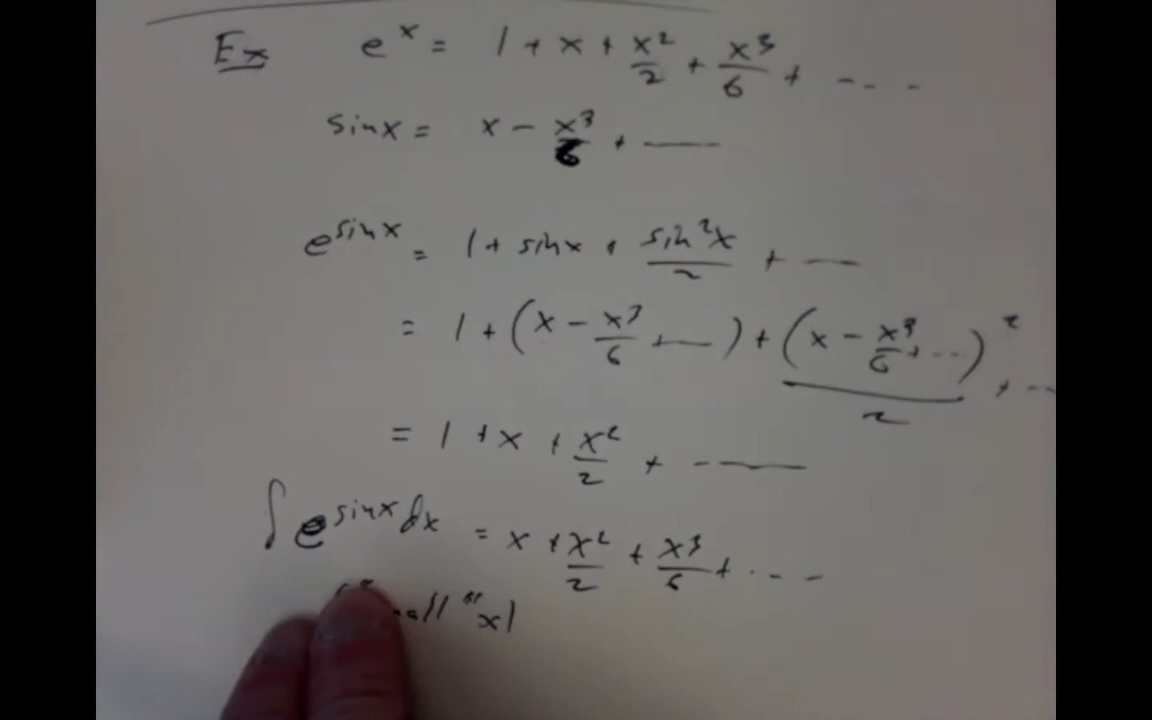 Ex e^x = 1 + x + x²/2 + x³/6 + ....
sin x = x - x³/6 + ——
e^sin x = 1 + sin x + sin²x/2 + ——
= 1 + (x - x³/6 + ——) + (x - x³/6 + ...)²/2 + ...
= 1 + x + x²/2 + -----
∫ e^sin x dx = x + x²/2 + x³/6 + ....
x)